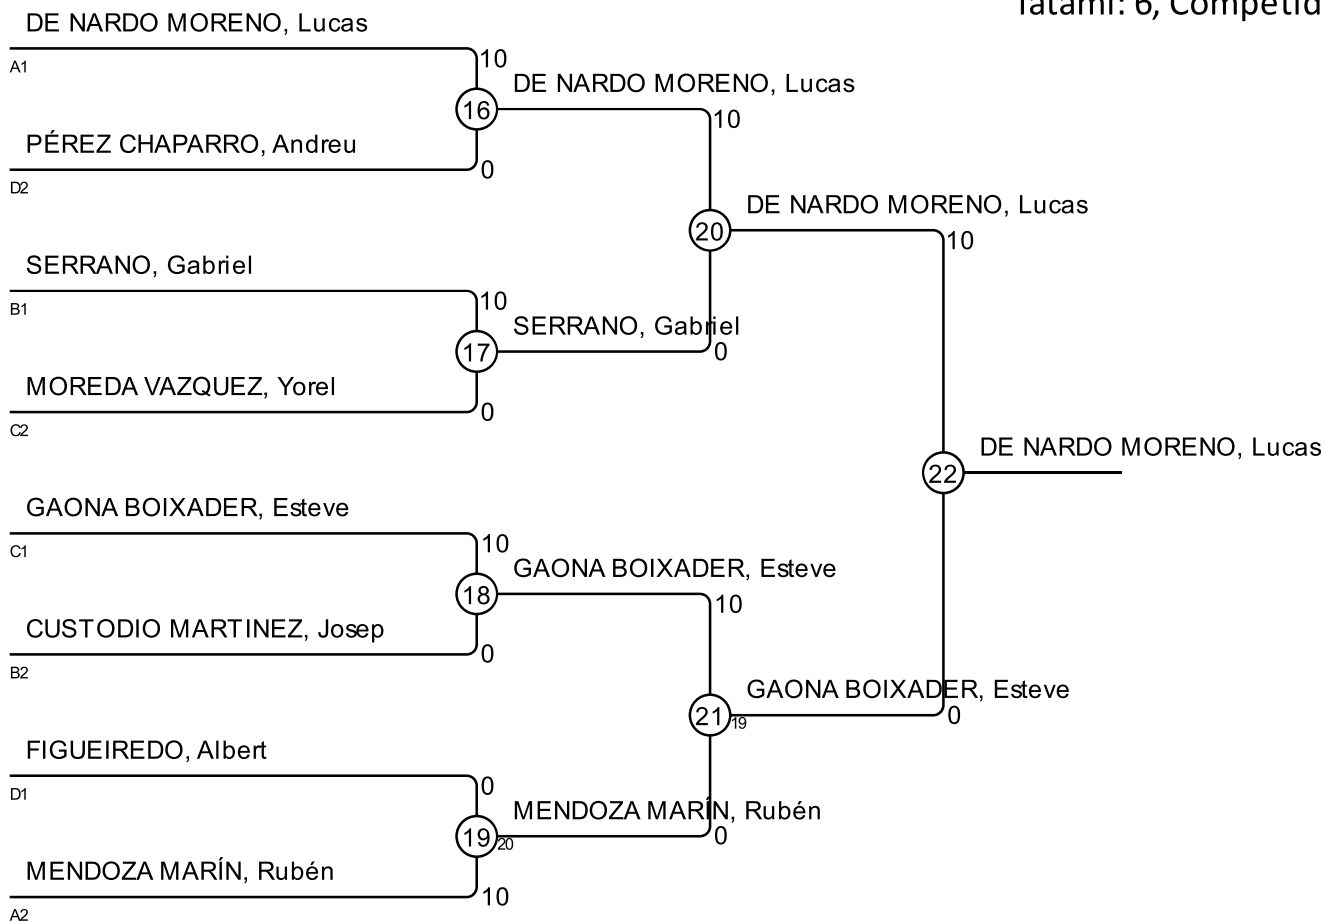 DE NARDO MORENO, Lucas
Tatami: 6, Competid
A1
10
DE NARDO MORENO, Lucas
16
10
PÉREZ CHAPARRO, Andreu
0
D2
DE NARDO MORENO, Lucas
20
10
SERRANO, Gabriel
B1
10
SERRANO, Gabriel
17
0
MOREDA VAZQUEZ, Yorel
0
C2
DE NARDO MORENO, Lucas
22
GAONA BOIXADER, Esteve
C1
10
GAONA BOIXADER, Esteve
18
10
CUSTODIO MARTINEZ, Josep
0
B2
GAONA BOIXADER, Esteve
21
19
0
FIGUEIREDO, Albert
D1
0
MENDOZA MARÍN, Rubén
19
20
0
MENDOZA MARÍN, Rubén
10
A2